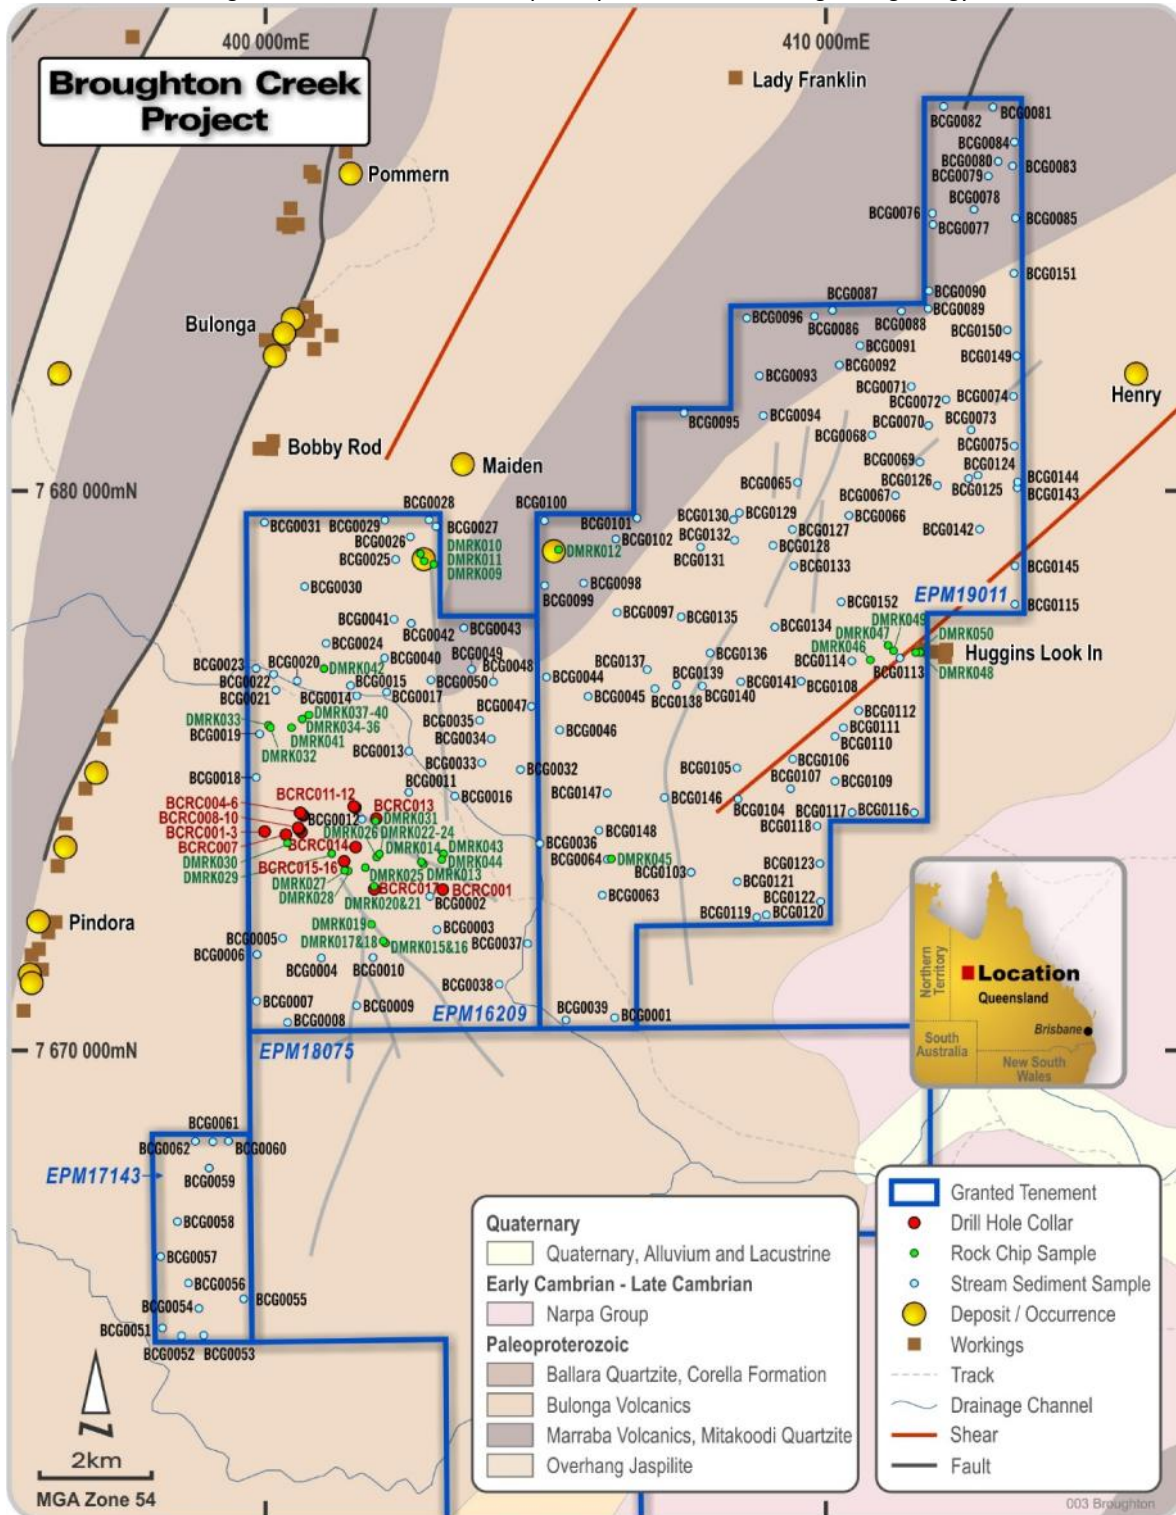 400 000mE
410 000mE
Broughton Creek
Project
Lady Franklin
BCG0082
BCG0081
BCG0084
BCG0080
BCG0083
BCG0079
Pommern
BCG0078
BCG0076
BCG0085
BCG0077
BCG0151
BCG0087
BCG0090
BCG0089
Bulonga
BCG0096
BCG0086
BCG0088
BCG0150
BCG0091
BCG0149
BCG0092
BCG0093
BCG0071
Henry
BCG0072
BCG0074
BCG0095
BCG0094
BCG0070
BCG0073
Bobby Rod
BCG0068
BCG0075
Maiden
BCG0069
BCG0124
7 680 000mN
BCG0065
BCG0126
BCG0144
BCG0067
BCG0125
BCG0143
BCG0028
BCG0100
BCG0031
BCG0029
BCG0027
BCG0101
BCG0130
BCG0129
BCG0066
BCG0026
DMRK010
BCG0102
BCG0132
BCG0127
BCG0142
BCG0025
DMRK011
DMRK012
BCG0131
BCG0128
DMRK009
BCG0133
BCG0145
BCG0030
BCG0098
BCG0099
EPM19011
BCG0152
BCG0115
BCG0041
BCG0097
BCG0135
BCG0042
BCG0043
BCG0134
DMRK049
DMRK047
DMRK050
BCG0024
BCG0049
BCG0136
DMRK046
Huggins Look In
BCG0023
BCG0020
DMRK042
BCG0040
BCG0048
BCG0137
BCG0114
BCG0113
DMRK048
BCG0022
BCG0015
BCG0050
BCG0044
BCG0139
BCG0141
BCG0108
BCG0021
BCG0014
BCG0017
BCG0045
BCG0138
BCG0140
BCG0047
DMRK033
DMRK037-40
BCG0035
BCG0112
BCG0019
DMRK034-36
BCG0046
BCG0111
DMRK041
BCG0034
BCG0110
DMRK032
BCG0013
BCG0033
BCG0106
BCG0018
BCG0032
BCG0105
BCG0107
BCG0109
BCG0011
BCRC011-12
BCG0016
BCG0147
BCG0146
BCRC004-6
BCRC013
BCG0104
BCG0117
BCG0116
BCRC008-10
BCG0012
DMRK031
BCG0118
BCRC001-3
DMRK026
DMRK022-24
BCG0148
BCRC007
BCRC014
DMRK014
DMRK043
BCG0036
DMRK030
BCRC015-16
DMRK044
BCG0064
DMRK045
BCG0123
DMRK029
DMRK025
DMRK013
BCG0103
DMRK027
BCRC017
BCRC001
BCG0121
DMRK028
DMRK020&21
BCG0002
BCG0063
BCG0122
DMRK019
BCG0003
BCG0119
BCG0120
Pindora
BCG0005
DMRK017&18
DMRK015&16
BCG0037
BCG0006
BCG0004
BCG0010
BCG0038
BCG0007
BCG0009
BCG0039
BCG0008
EPM16209
BCG0001
7 670 000mN
EPM18075
Northern
Territory
Location
Queensland
Brisbane
South
Australia
New South
Wales
BCG0061
BCG0062
BCG0060
EPM17143
BCG0059
BCG0058
BCG0057
BCG0056
BCG0054
BCG0055
BCG0051
BCG0052
BCG0053
N
2km
MGA Zone 54
Quaternary
Quaternary, Alluvium and Lacustrine
Early Cambrian - Late Cambrian
Narpa Group
Paleoproterozoic
Ballara Quartzite, Corella Formation
Bulonga Volcanics
Marraba Volcanics, Mitakoodi Quartzite
Overhang Jaspilite
Granted Tenement
Drill Hole Collar
Rock Chip Sample
Stream Sediment Sample
Deposit / Occurrence
Workings
Track
Drainage Channel
Shear
Fault
003 Broughton